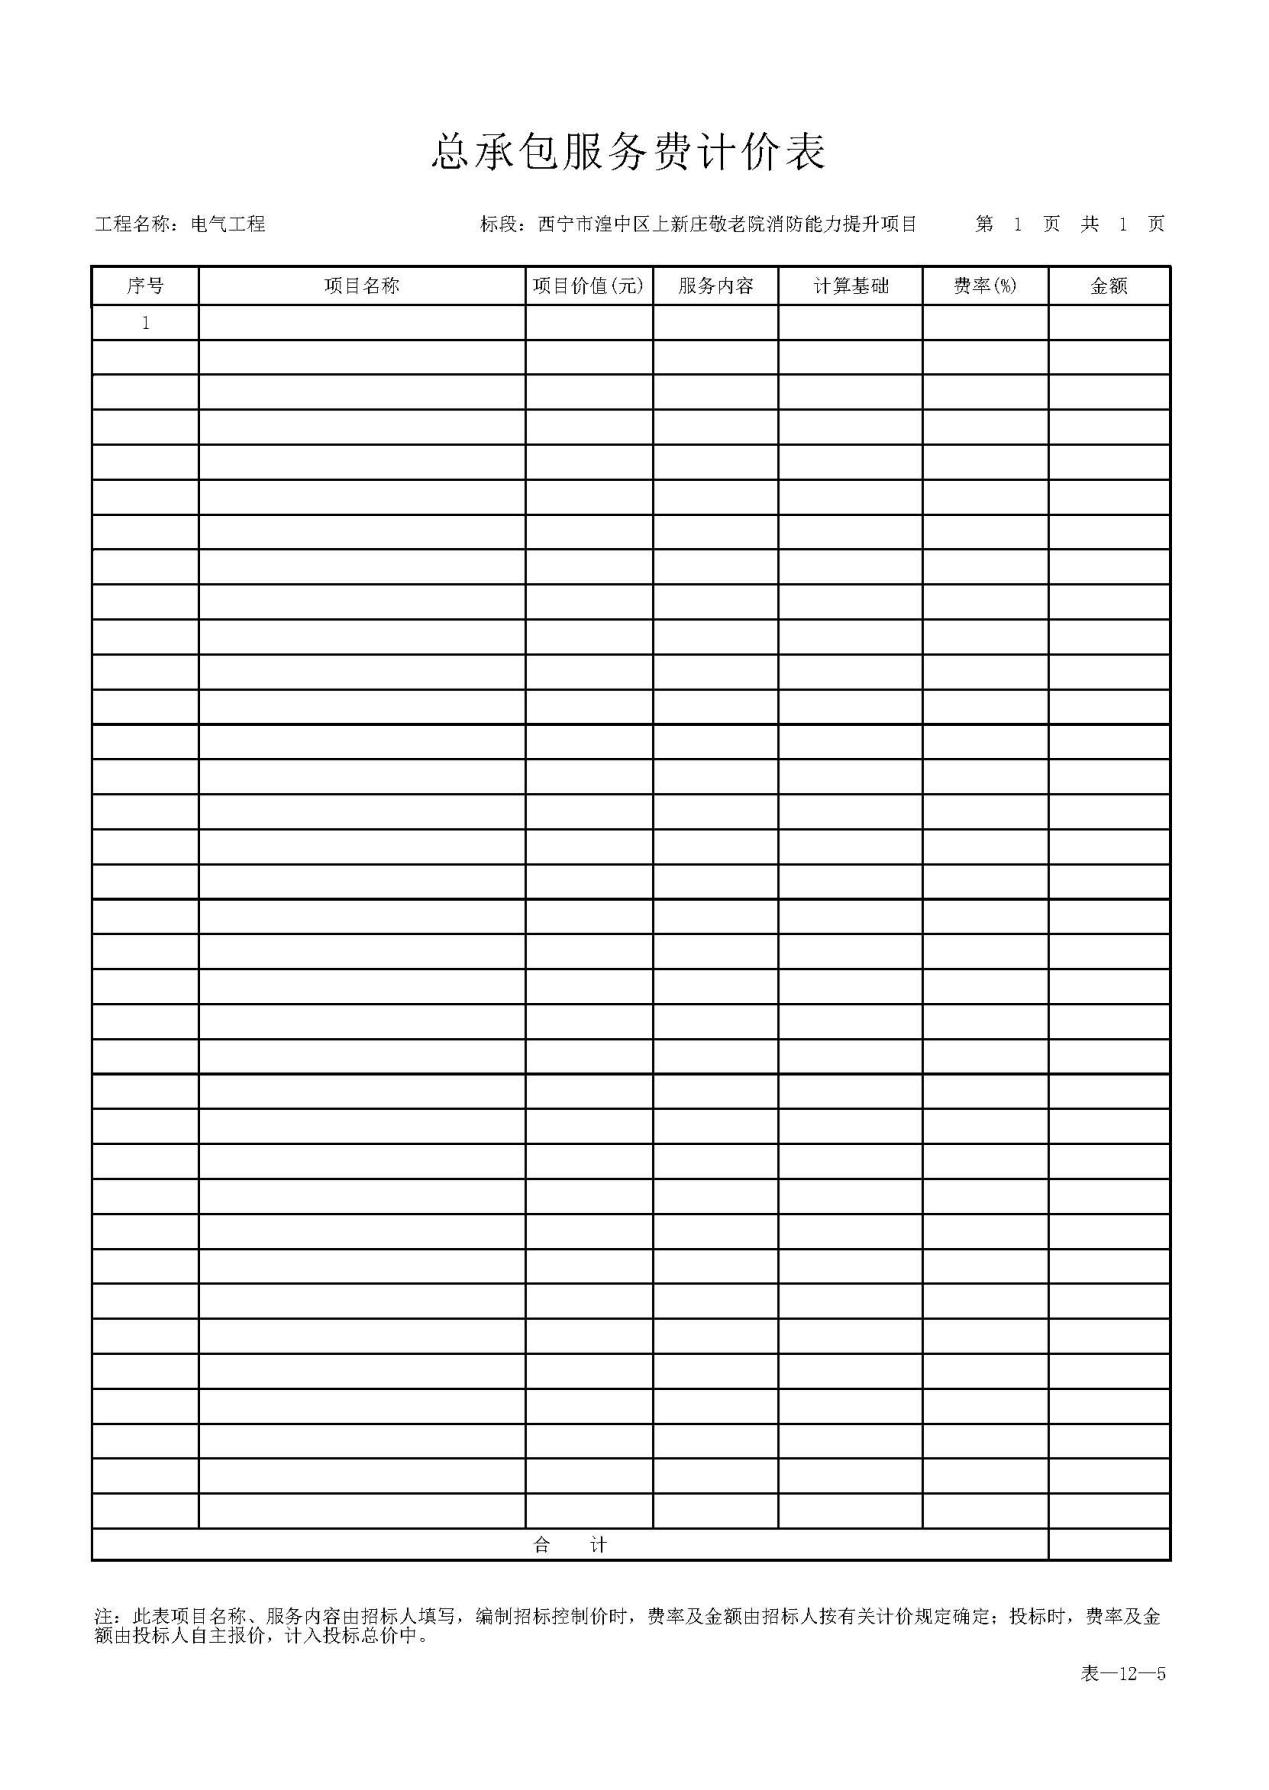 总承包服务费计价表
工程名称：电气工程 标段：西宁市湟中区上新庄敬老院消防能力提升项目 第 1 页 共 1 页
序号 项目名称 项目价值(元) 服务内容 计算基础 费率(%) 金额
1
合 计
注：此表项目名称、服务内容由招标人填写，编制招标控制价时，费率及金额由招标人按有关计价规定确定；投标时，费率及金
额由投标人自主报价，计入投标总价中。
表—12—5